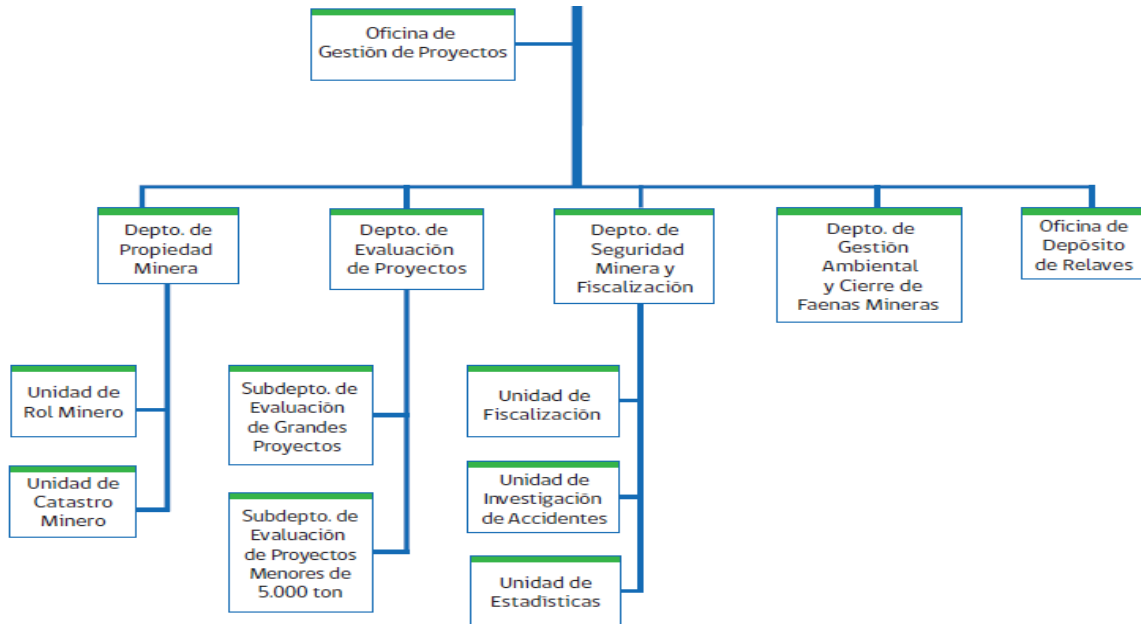 Oficina de
Gestión de Proyectos
Depto. de
Propiedad
Minera
Depto. de
Evaluación
de Proyectos
Depto. de
Seguridad
Minera y
Fiscalización
Depto. de
Gestión
Ambiental
y Cierre de
Faenas Mineras
Oficina de
Depósito
de Relaves
Unidad de
Rol Minero
Unidad de
Catastro
Minero
Subdepto. de
Evaluación
de Grandes
Proyectos
Subdepto. de
Evaluación
de Proyectos
Menores de
5.000 ton
Unidad de
Fiscalización
Unidad de
Investigación
de Accidentes
Unidad de
Estadísticas